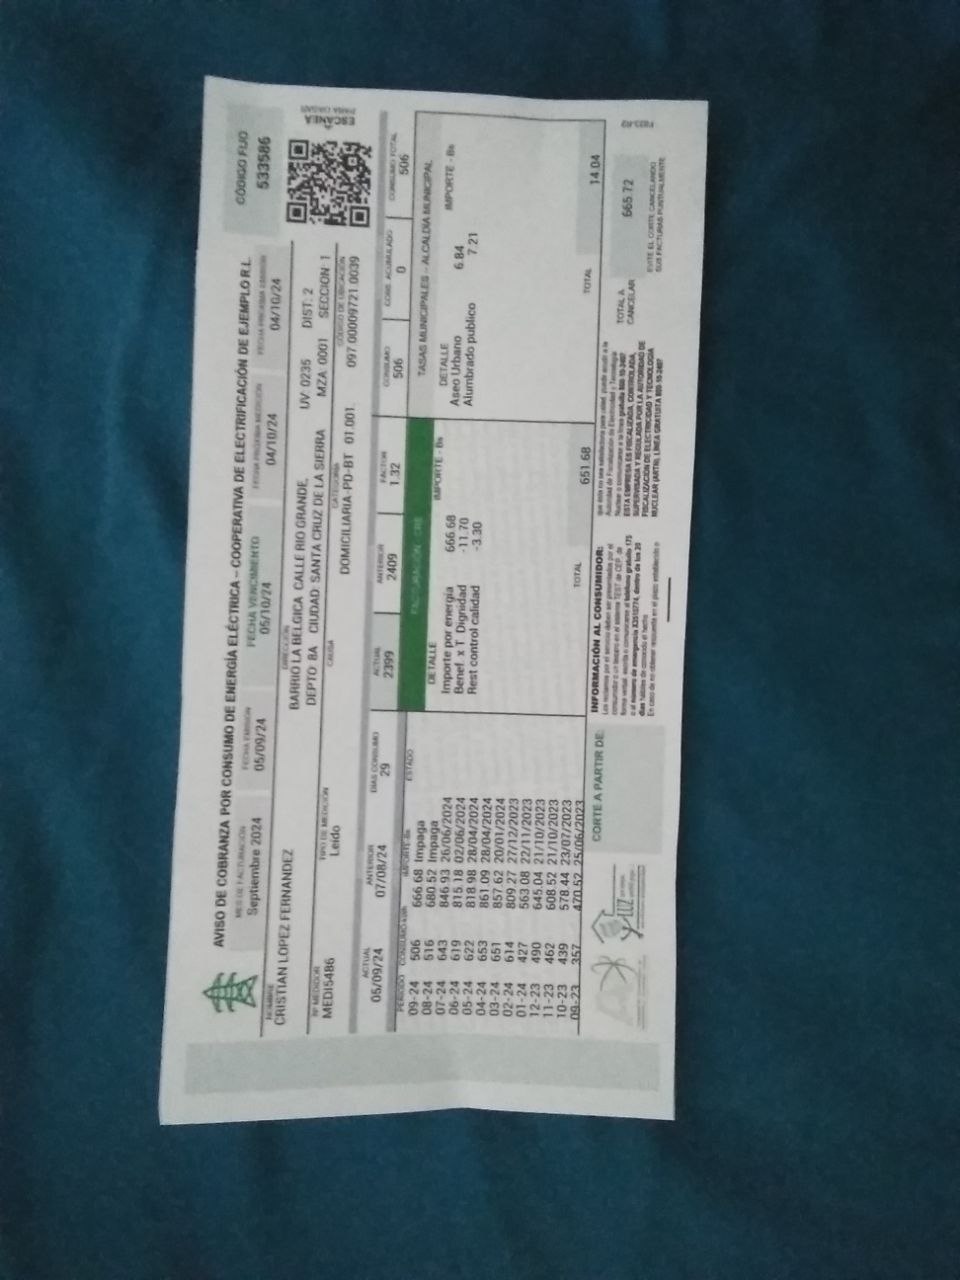 AVISO DE COBRANZA POR CONSUMO DE ENERGÍA ELÉCTRICA – COOPERATIVA DE ELECTRIFICACIÓN DE EJEMPLO R.L.
CÓDIGO FIJO
533586
MES DE FACTURACIÓN
Septiembre 2024
FECHA EMISIÓN
05/09/24
FECHA VENCIMIENTO
05/10/24
FECHA PRÓXIMA MEDICIÓN
04/10/24
FECHA PRÓXIMA EMISIÓN
04/10/24
NOMBRE
CRISTIAN LOPEZ FERNANDEZ
DIRECCIÓN
BARRIO LA BELGICA CALLE RIO GRANDE,
DEPTO: 8A CIUDAD: SANTA CRUZ DE LA SIERRA
UV: 0235 DIST: 2
MZA: 0001 SECCION: 1
ESCÁNEA
Nº MEDIDOR
MEDI5486
TIPO DE MEDICIÓN
Leído
CAUSA
CATEGORÍA
DOMICILIARIA-PD-BT 01.001.
CÓDIGO DE UBICACIÓN
097 00009721 0039
ACTUAL
05/09/24
ANTERIOR
07/08/24
DIAS CONSUMO
29
ACTUAL
2399
ANTERIOR
2409
FACTOR
1.32
CONSUMO
506
CONS. ACUMULADO
0
CONSUMO TOTAL
506
PERIODO CONSUMO kWh IMPORTE-Bs ESTADO
09-24 506 666.68 Impaga
08-24 516 680.52 Impaga
07-24 643 846.93 26/06/2024
06-24 619 815.18 02/06/2024
05-24 622 818.98 28/04/2024
04-24 653 861.09 28/04/2024
03-24 651 857.62 20/01/2024
02-24 614 809.27 27/12/2023
01-24 427 563.08 22/11/2023
12-23 490 645.04 21/10/2023
11-23 462 608.52 21/10/2023
10-23 439 578.44 23/07/2023
09-23 357 470.52 25/06/2023
FACTURACIÓN - CRE
DETALLE IMPORTE - Bs
Importe por energía 666.68
Benef. x T Dignidad -11.70
Rest control calidad -3.30
TOTAL 651.68
TASAS MUNICIPALES – ALCALDIA MUNICIPAL
DETALLE IMPORTE - Bs
Aseo Urbano 6.84
Alumbrado publico 7.21
TOTAL 14.04
CORTE A PARTIR DE:
INFORMACIÓN AL CONSUMIDOR:
ESTA EMPRESA ES FISCALIZADA, CONTROLADA,
SUPERVISADA Y REGULADA POR LA AUTORIDAD DE
FISCALIZACIÓN DE ELECTRICIDAD Y TECNOLOGÍA
TOTAL A
CANCELAR
665.72
EVITE EL CORTE CANCELANDO
SUS FACTURAS PUNTUALMENTE